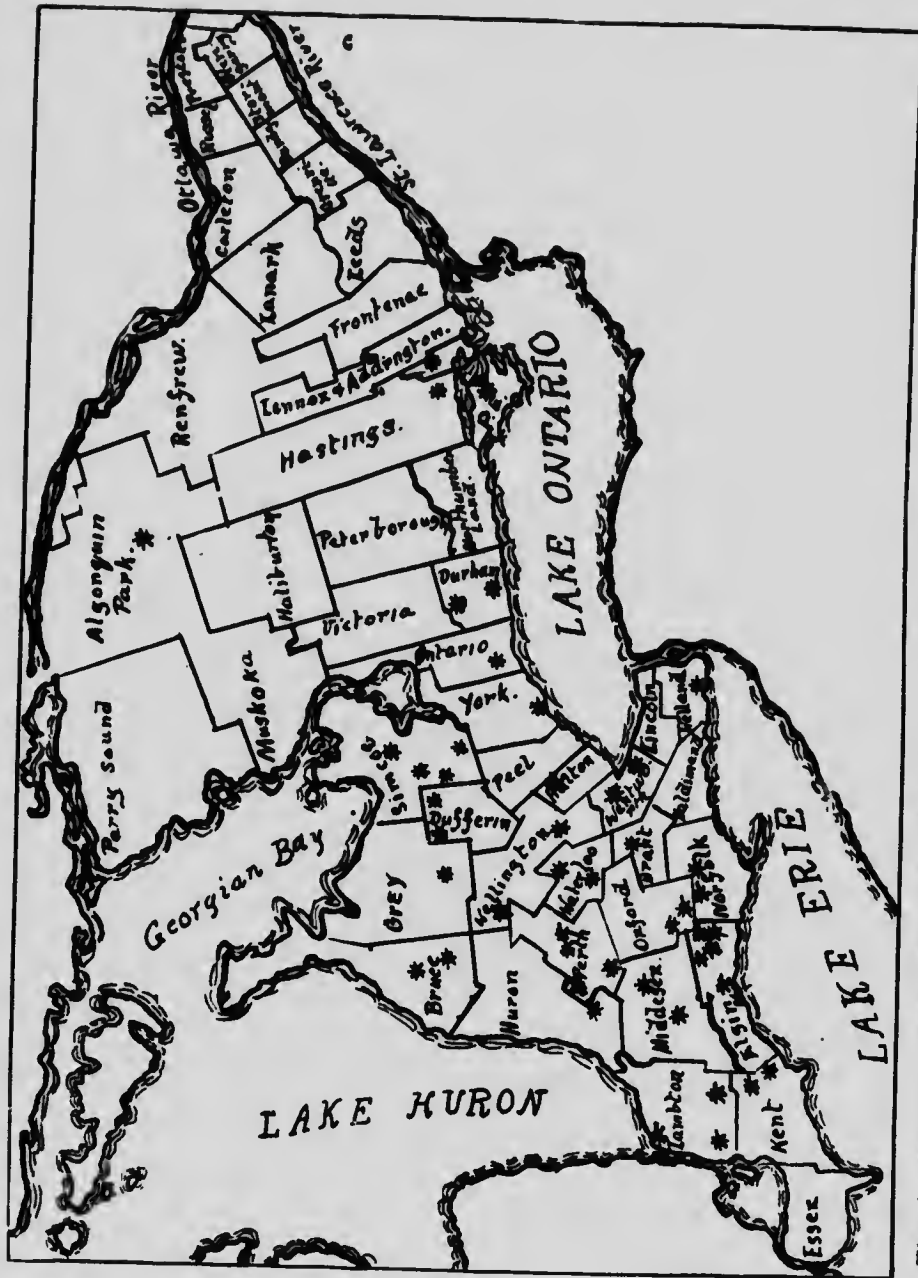 Ottawa River
St. Lawrence River
Carleton
Lanark
Leeds
Renfrew.
Frontenac
Lennox & Addington.
Hastings.
Algonquin
Park.
Haliburton
Peterborough
Durham
Victoria
Ontario
York.
Muskoka
Parry Sound
Georgian Bay
Simcoe
Dufferin
Peel
Halton
Lincoln
Welland
Haldimand
Grey
Wellington
Waterloo
Brant
Norfolk
Oxford
Perth
Bruce
Huron
Middlesex.
Elgin
Lambton
Kent
Essex
LAKE ONTARIO
LAKE ERIE
LAKE HURON